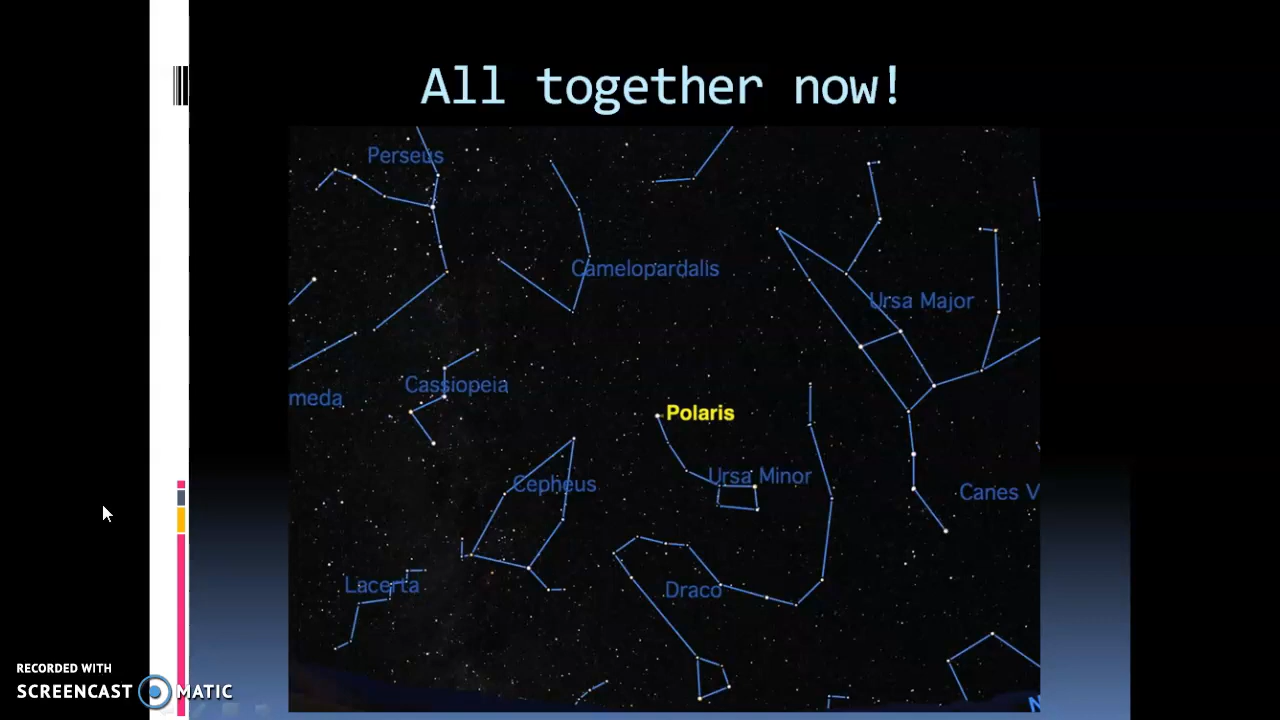 All together now!
Perseus
Camelopardalis
Ursa Major
Cassiopeia
meda
Polaris
Ursa Minor
Cepheus
Canes V
Lacerta
Draco
N
RECORDED WITH
SCREENCAST MATIC